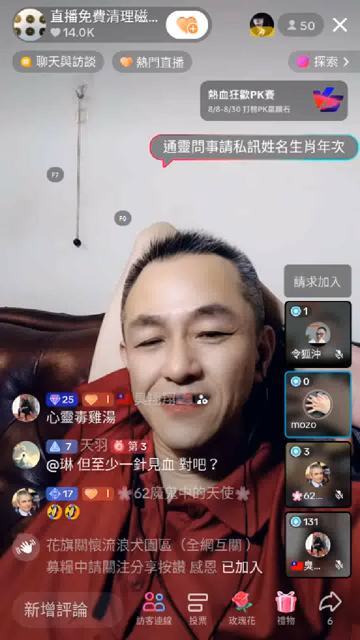 直播免費清理磁...
14.0K
50
聊天與訪談
熱門直播
探索
熱血狂歡PK賽
8/8-8/30 打榜PK贏鑽石
通靈問事請私訊姓名生肖年次
F7
F9
請求加入
1
令狐沖
0
mozo
3
62...
131
25
1
心靈毒雞湯
7 天羽 第 3
@琳 但至少一針見血 對吧？
17 1 62魔鬼中的天使
🤣🤣
花旗關懷流浪犬園區（全網互關）
募糧中請關注分享按讚 感恩 已加入
新增評論
訪客連線
投票
玫瑰花
禮物
6